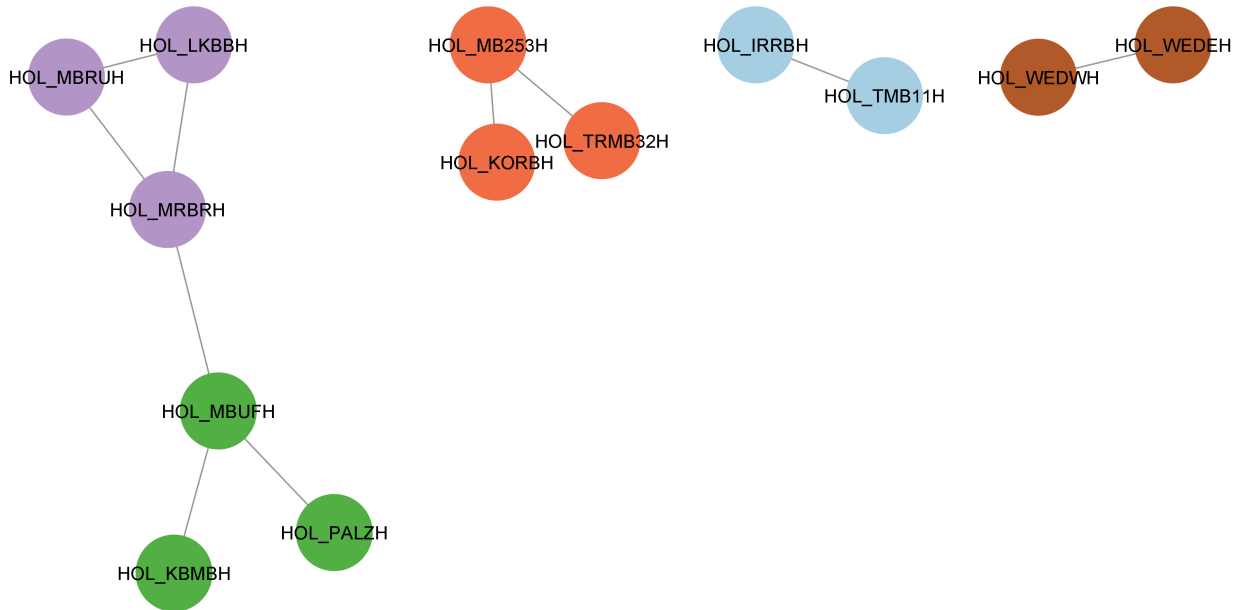 HOL_LKBBH
HOL_MBRUH
HOL_MRBRH
HOL_MBUFH
HOL_PALZH
HOL_KBMBH
HOL_MB253H
HOL_TRMB32H
HOL_KORBH
HOL_IRRBH
HOL_TMB11H
HOL_WEDEH
HOL_WEDWH